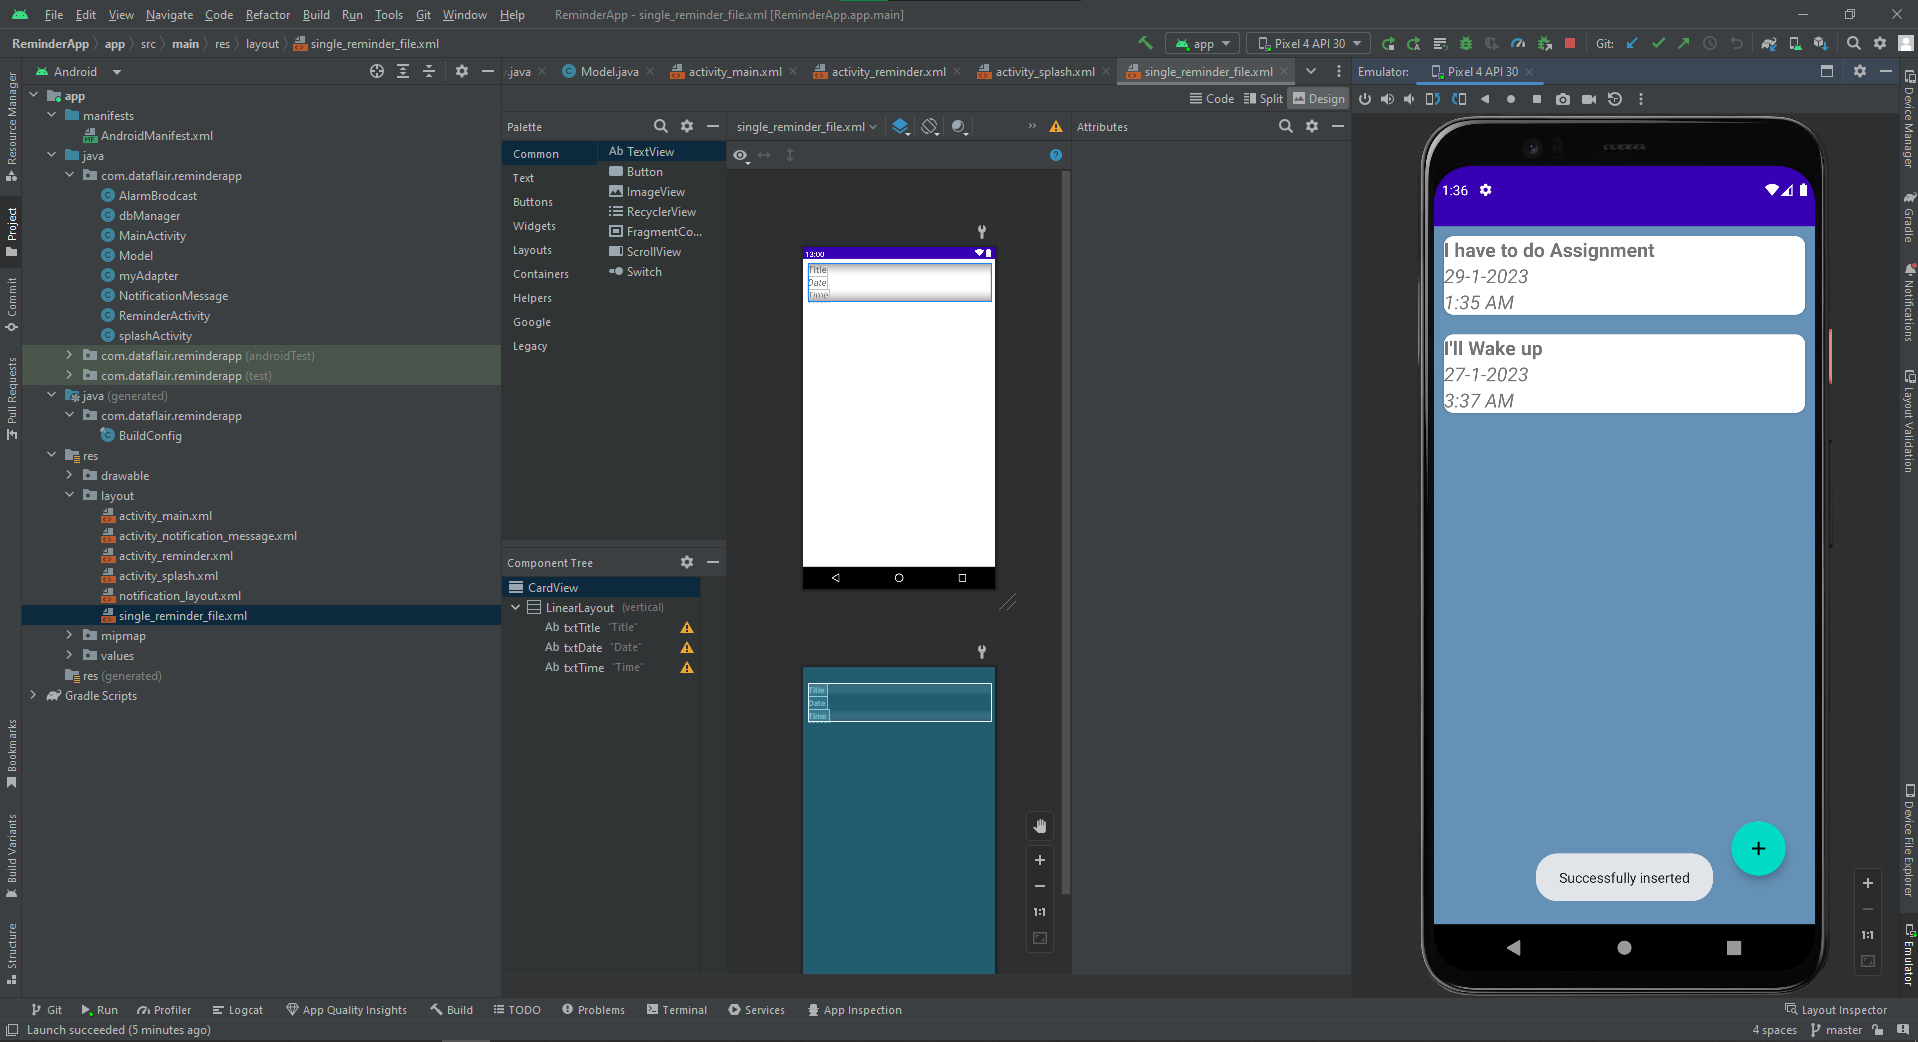 File Edit View Navigate Code Refactor Build Run Tools Git Window Help ReminderApp - single_reminder_file.xml [ReminderApp.app.main]
ReminderApp app src main res layout single_reminder_file.xml
app Pixel 4 API 30 Git:
Android
.java Model.java activity_main.xml activity_reminder.xml activity_splash.xml single_reminder_file.xml
Emulator: Pixel 4 API 30
Code Split Design
Resource Manager
Project
Commit
Pull Requests
Bookmarks
Build Variants
Structure
app
manifests
AndroidManifest.xml
java
com.dataflair.reminderapp
AlarmBrodcast
dbManager
MainActivity
Model
myAdapter
NotificationMessage
ReminderActivity
splashActivity
com.dataflair.reminderapp (androidTest)
com.dataflair.reminderapp (test)
java (generated)
com.dataflair.reminderapp
BuildConfig
res
drawable
layout
activity_main.xml
activity_notification_message.xml
activity_reminder.xml
activity_splash.xml
notification_layout.xml
single_reminder_file.xml
mipmap
values
res (generated)
Gradle Scripts
Palette
Common
Text
Buttons
Widgets
Layouts
Containers
Helpers
Google
Legacy
Ab TextView
Button
ImageView
RecyclerView
FragmentCo...
ScrollView
Switch
Component Tree
CardView
LinearLayout (vertical)
Ab txtTitle "Title"
Ab txtDate "Date"
Ab txtTime "Time"
single_reminder_file.xml
13:00
Title
Date
Time
Title
Date
Time
1:1
Attributes
1:36
I have to do Assignment
29-1-2023
1:35 AM
I'll Wake up
27-1-2023
3:37 AM
+
Successfully inserted
1:1
Device Manager
Gradle
Notifications
Layout Validation
Device File Explorer
Emulator
Git Run Profiler Logcat App Quality Insights Build TODO Problems Terminal Services App Inspection Layout Inspector
Launch succeeded (5 minutes ago) 4 spaces master